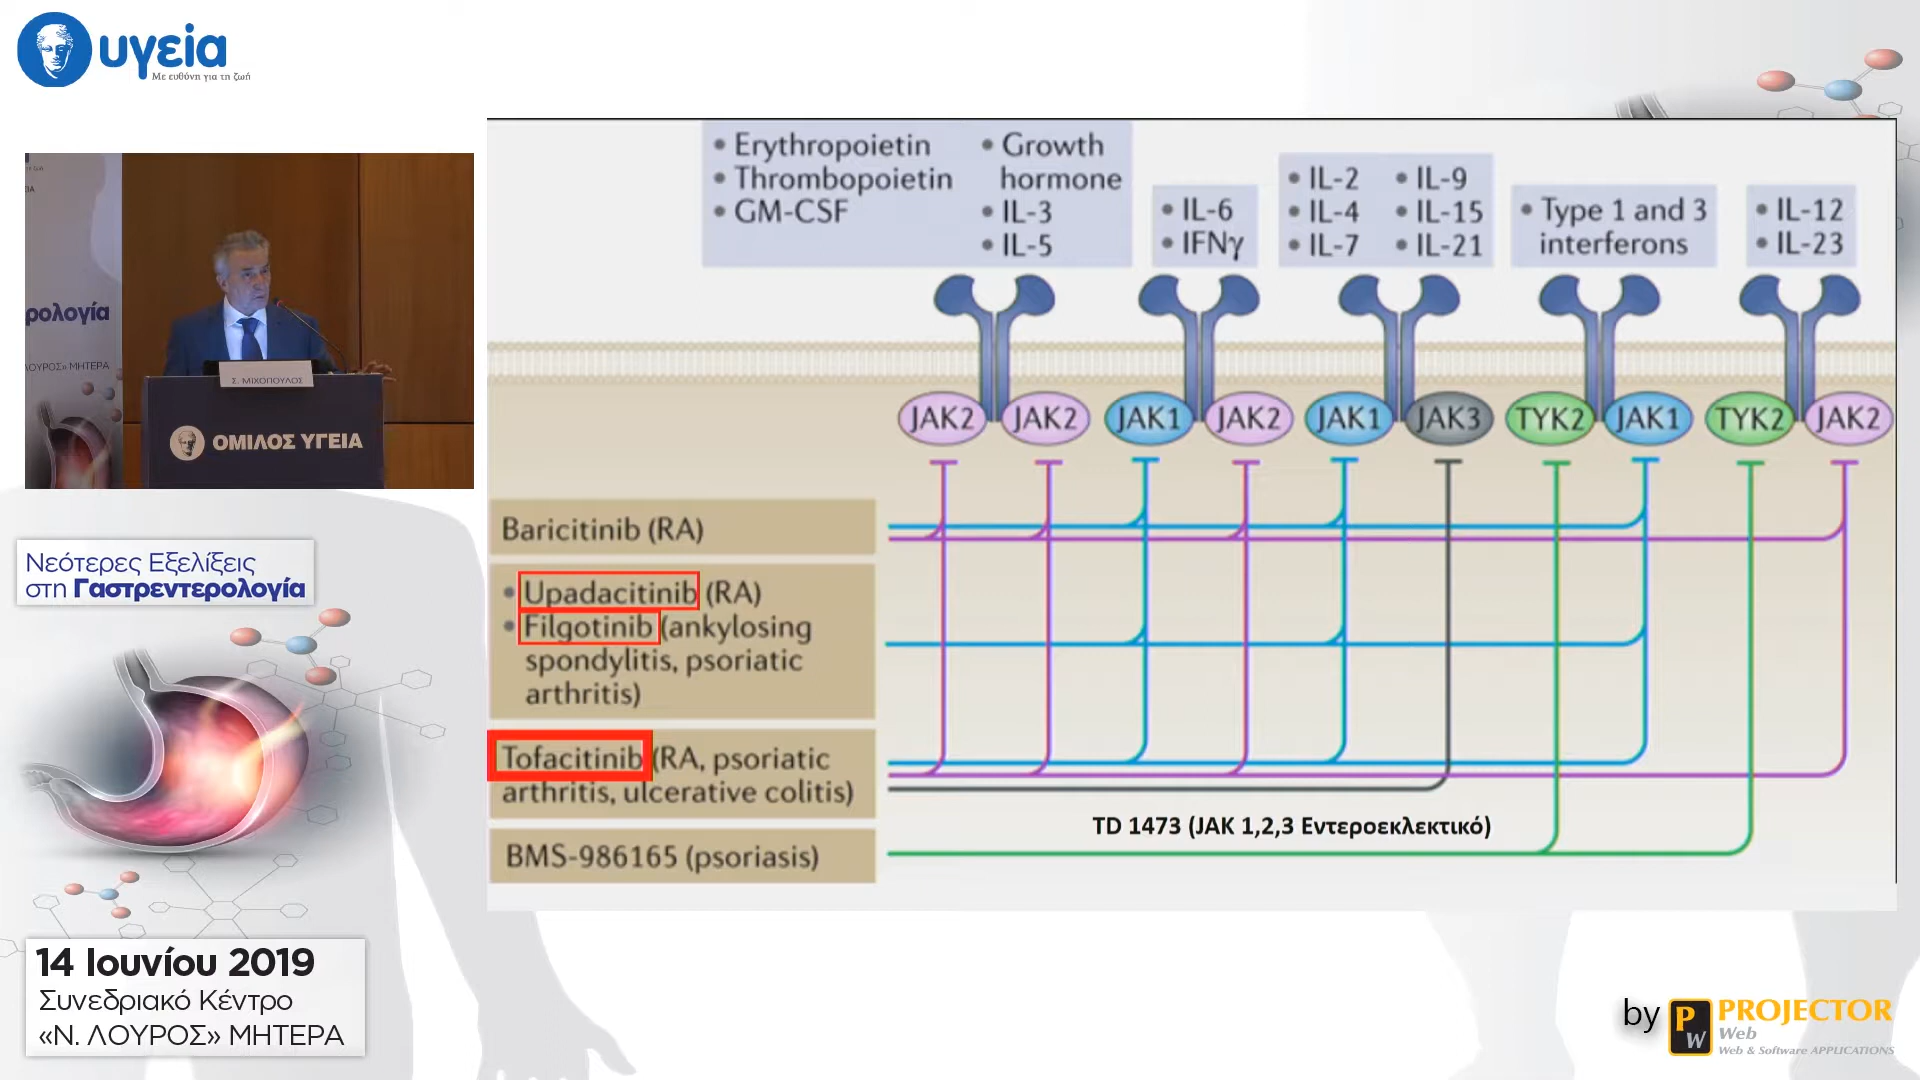 υγεία
Με ευθύνη για τη ζωή
ρολογία
ΛΟΥΡΟΣ» ΜΗΤΕΡΑ
Σ. ΜΙΧΟΠΟΥΛΟΣ
ΟΜΙΛΟΣ ΥΓΕΙΑ
Νεότερες Εξελίξεις
στη Γαστρεντερολογία
14 Ιουνίου 2019
Συνεδριακό Κέντρο
«Ν. ΛΟΥΡΟΣ» ΜΗΤΕΡΑ
• Erythropoietin
• Thrombopoietin
• GM-CSF
• Growth
hormone
• IL-3
• IL-5
• IL-6
• IFNγ
• IL-2
• IL-4
• IL-7
• IL-9
• IL-15
• IL-21
• Type 1 and 3
interferons
• IL-12
• IL-23
JAK2 JAK2 JAK1 JAK2 JAK1 JAK3 TYK2 JAK1 TYK2 JAK2
Baricitinib (RA)
• Upadacitinib (RA)
• Filgotinib (ankylosing
spondylitis, psoriatic
arthritis)
Tofacitinib (RA, psoriatic
arthritis, ulcerative colitis)
TD 1473 (JAK 1,2,3 Εντεροεκλεκτικό)
BMS-986165 (psoriasis)
by PW PROJECTOR
Web
Web & Software APPLICATIONS